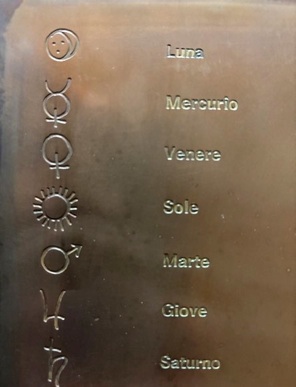 Luna
Mercurio
Venere
Sole
Marte
Giove
Saturno